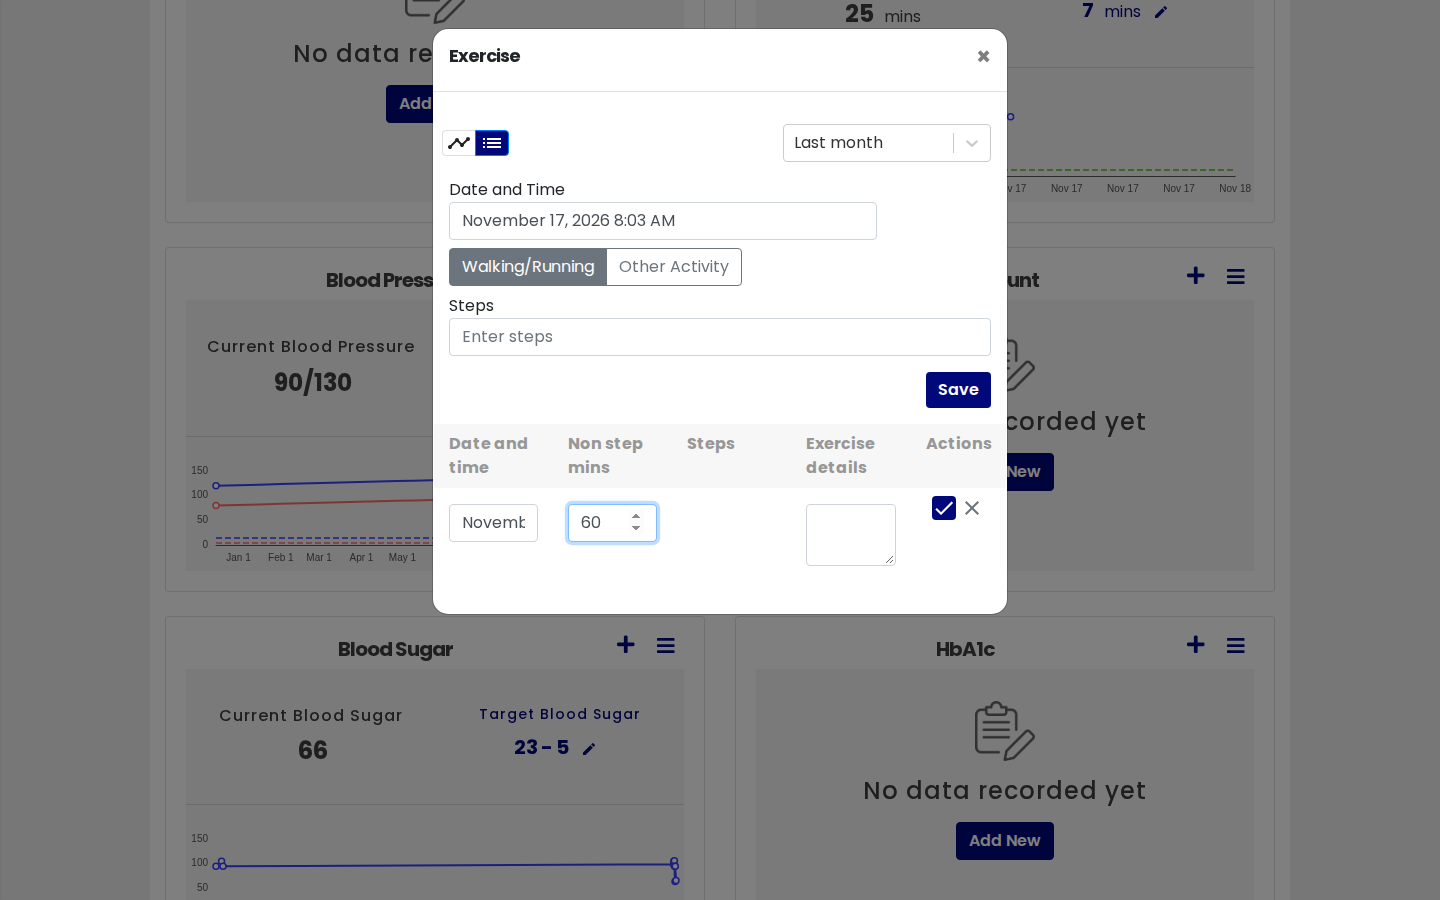 25 mins
7 mins
No data re
Add
Exercise
×
Last month
Date and Time
November 17, 2026 8:03 AM
Walking/Running
Other Activity
Steps
Enter steps
Save
Date and time
Non step mins
Steps
Exercise details
Actions
Novemb
60
v 17
Nov 17
Nov 17
Nov 17
Nov 18
Blood Press
unt
Current Blood Pressure
90/130
corded yet
New
150
100
50
0
Jan 1
Feb 1
Mar 1
Apr 1
May 1
Blood Sugar
Current Blood Sugar
66
Target Blood Sugar
23 - 5
150
100
50
HbA1c
No data recorded yet
Add New